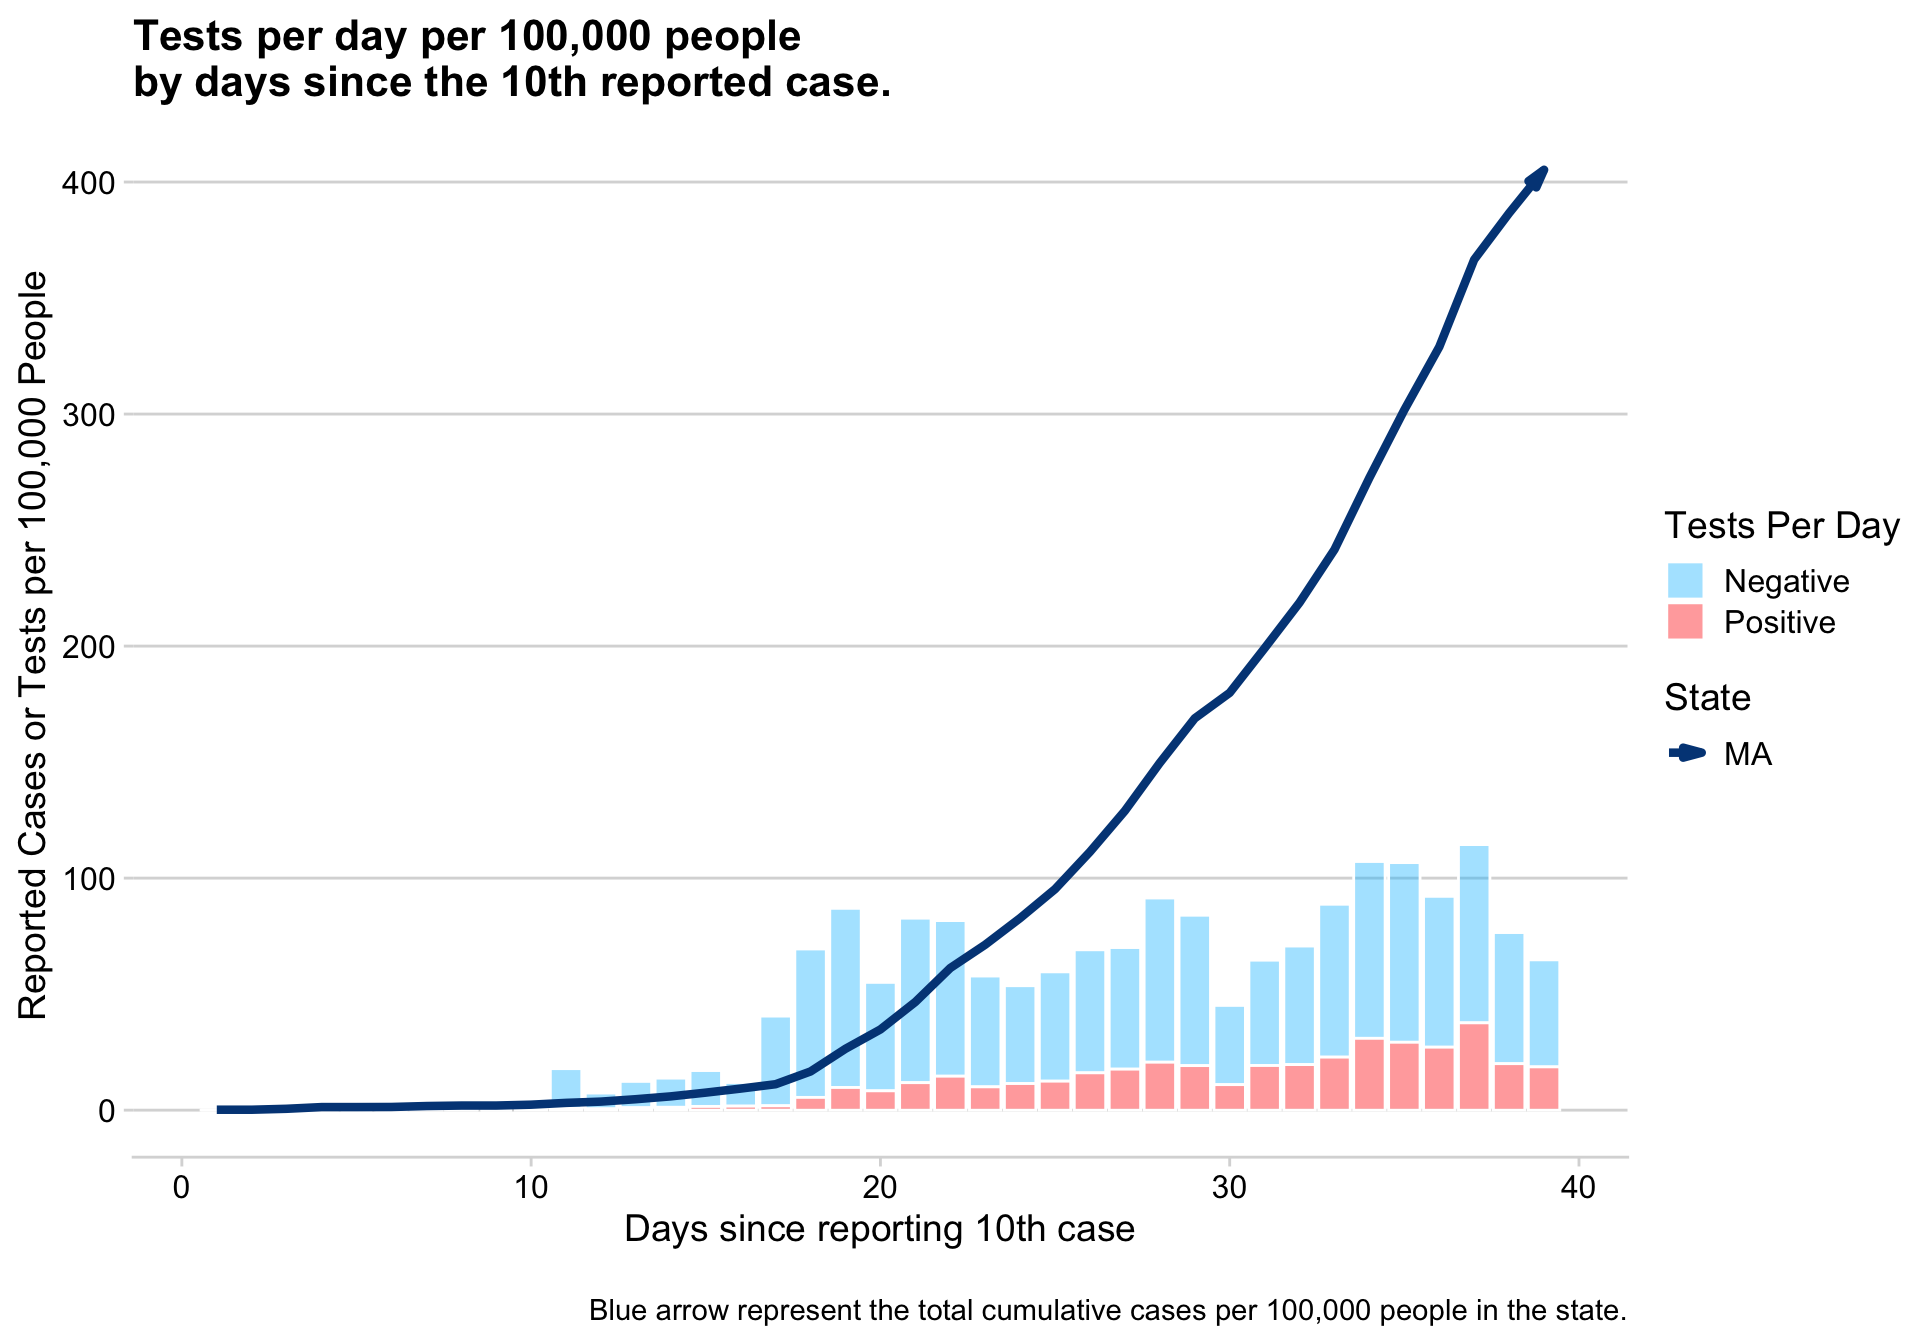 Tests per day per 100,000 people
by days since the 10th reported case.
Reported Cases or Tests per 100,000 People
400
300
200
100
0
0
10
20
30
40
Days since reporting 10th case
Tests Per Day
Negative
Positive
State
MA
Blue arrow represent the total cumulative cases per 100,000 people in the state.